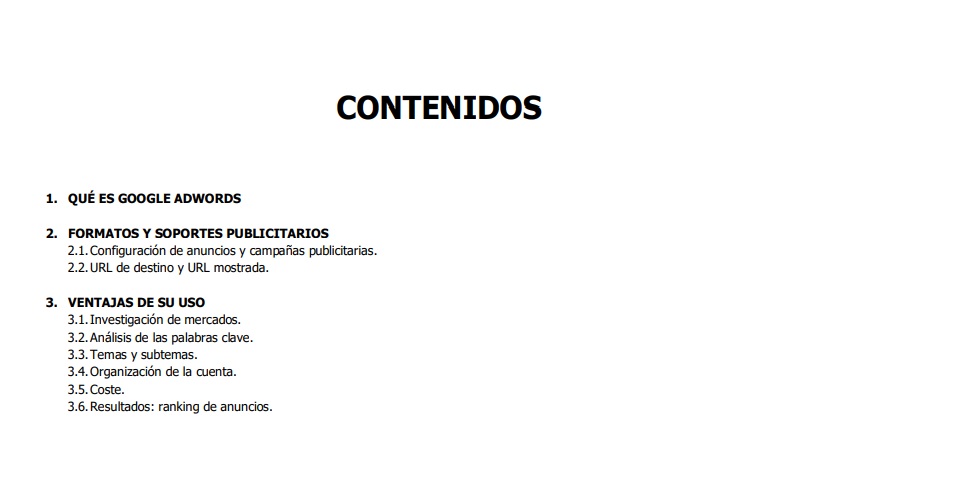 CONTENIDOS
1. QUÉ ES GOOGLE ADWORDS
2. FORMATOS Y SOPORTES PUBLICITARIOS
2.1. Configuración de anuncios y campañas publicitarias.
2.2. URL de destino y URL mostrada.
3. VENTAJAS DE SU USO
3.1. Investigación de mercados.
3.2. Análisis de las palabras clave.
3.3. Temas y subtemas.
3.4. Organización de la cuenta.
3.5. Coste.
3.6. Resultados: ranking de anuncios.